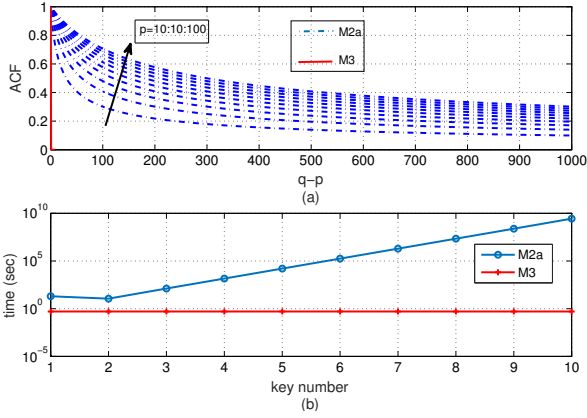 1
0.8
0.6
0.4
0.2
0
ACF
p=10:10:100
M2a
M3
0 100 200 300 400 500 600 700 800 900 1000
q−p
(a)
10^10
10^5
10^0
10^−5
time (sec)
M2a
M3
1 2 3 4 5 6 7 8 9 10
key number
(b)